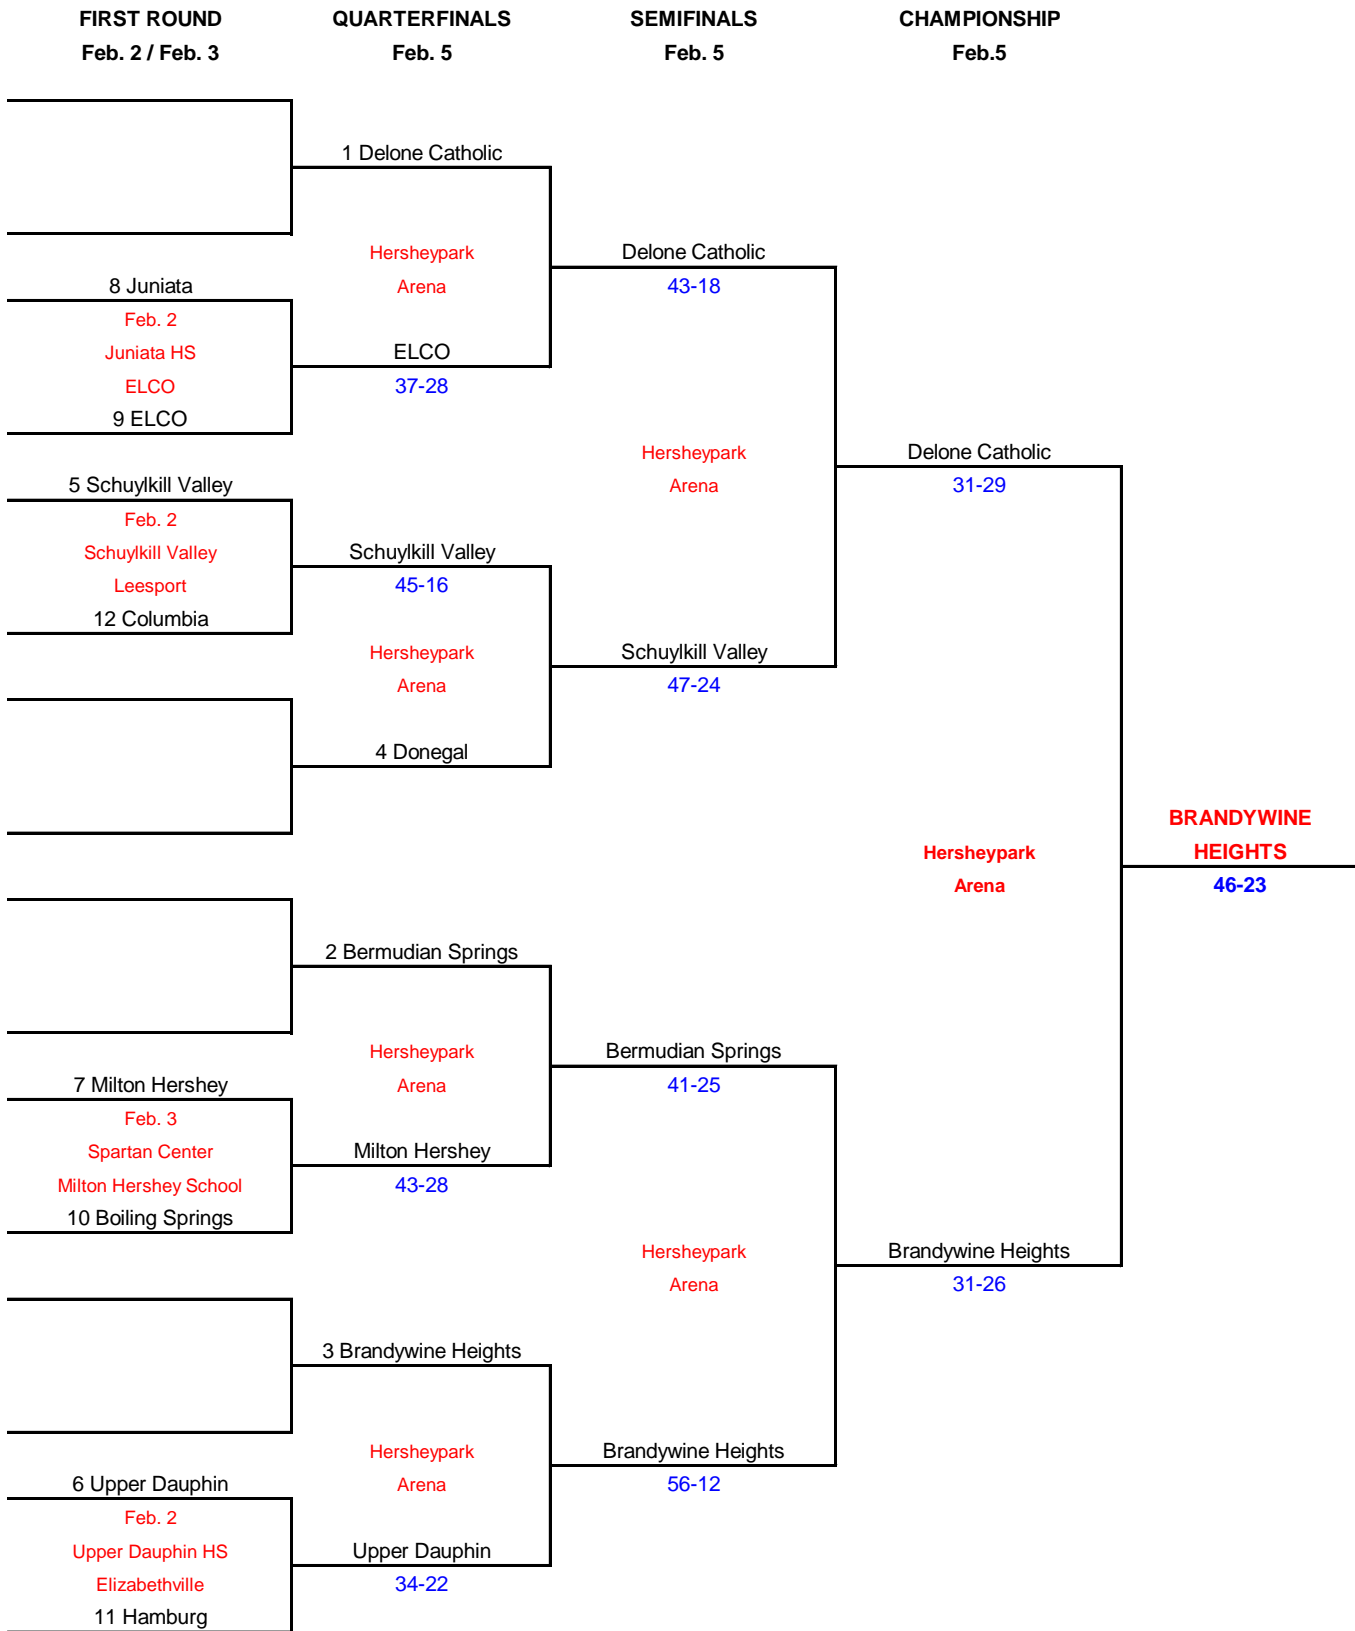 FIRST ROUND
Feb. 2 / Feb. 3
QUARTERFINALS
Feb. 5
SEMIFINALS
Feb. 5
CHAMPIONSHIP
Feb.5
8 Juniata
Feb. 2
Juniata HS
ELCO
9 ELCO
5 Schuylkill Valley
Feb. 2
Schuylkill Valley
Leesport
12 Columbia
7 Milton Hershey
Feb. 3
Spartan Center
Milton Hershey School
10 Boiling Springs
6 Upper Dauphin
Feb. 2
Upper Dauphin HS
Elizabethville
11 Hamburg
1 Delone Catholic
Hersheypark
Arena
ELCO
37-28
Schuylkill Valley
45-16
Hersheypark
Arena
4 Donegal
2 Bermudian Springs
Hersheypark
Arena
Milton Hershey
43-28
3 Brandywine Heights
Hersheypark
Arena
Upper Dauphin
34-22
Delone Catholic
43-18
Hersheypark
Arena
Schuylkill Valley
47-24
Bermudian Springs
41-25
Hersheypark
Arena
Brandywine Heights
56-12
Delone Catholic
31-29
Hersheypark
Arena
Brandywine Heights
31-26
BRANDYWINE
HEIGHTS
46-23